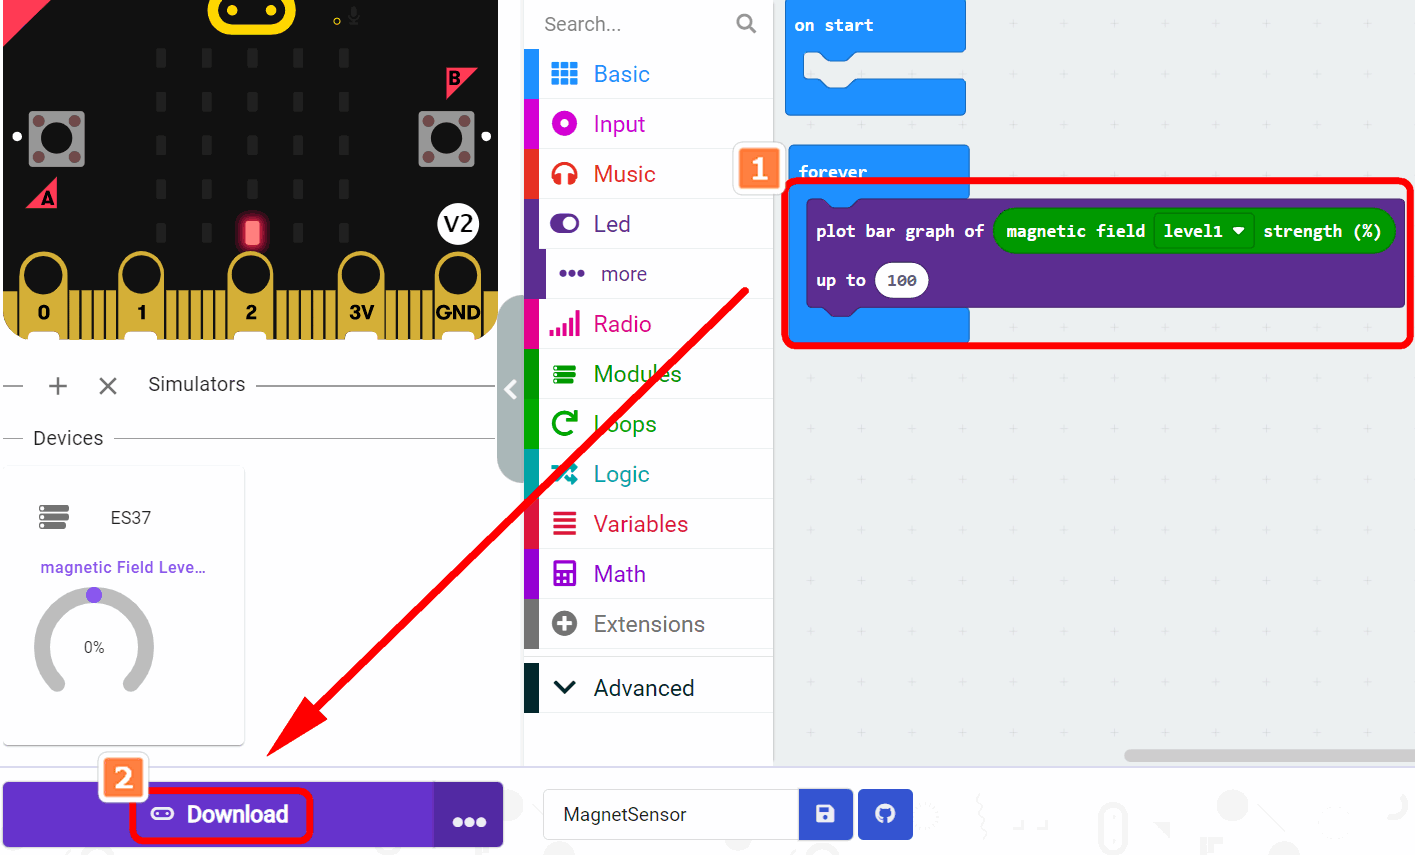 B
A
V2
0
1
2
3V
GND
Simulators
Devices
ES37
magnetic Field Leve...
0%
Search...
Basic
Input
Music
Led
more
Radio
Modules
Loops
Logic
Variables
Math
Extensions
Advanced
on start
1
forever
plot bar graph of magnetic field level1 strength (%)
up to 100
2
Download
MagnetSensor